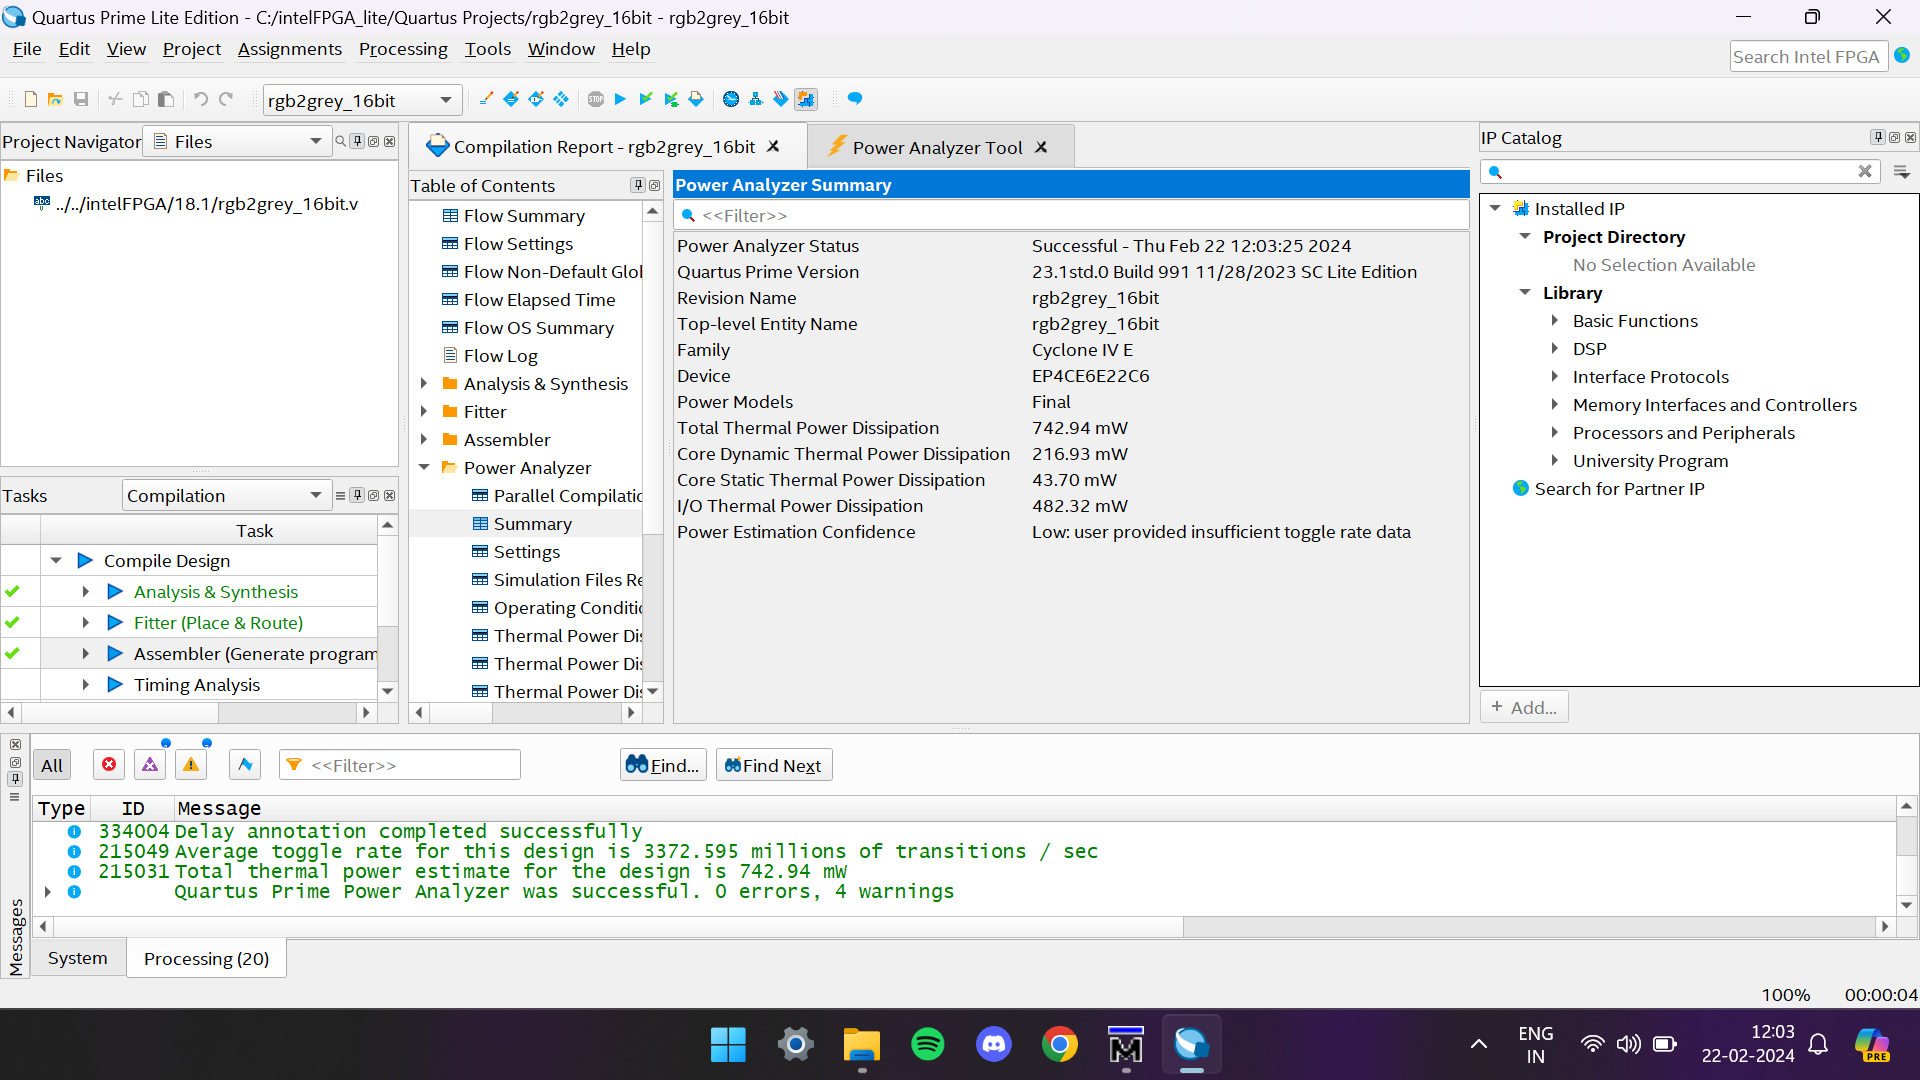 Quartus Prime Lite Edition - C:/intelFPGA_lite/Quartus Projects/rgb2grey_16bit - rgb2grey_16bit
File Edit View Project Assignments Processing Tools Window Help
Search Intel FPGA
rgb2grey_16bit
STOP
Project Navigator Files
Files
abc ../../intelFPGA/18.1/rgb2grey_16bit.v
Tasks Compilation
Task
Compile Design
Analysis & Synthesis
Fitter (Place & Route)
Assembler (Generate program
Timing Analysis
Compilation Report - rgb2grey_16bit
Power Analyzer Tool
Table of Contents
Flow Summary
Flow Settings
Flow Non-Default Glol
Flow Elapsed Time
Flow OS Summary
Flow Log
Analysis & Synthesis
Fitter
Assembler
Power Analyzer
Parallel Compilatio
Summary
Settings
Simulation Files Re
Operating Conditio
Thermal Power Dis
Thermal Power Dis
Thermal Power Dis
Power Analyzer Summary
<<Filter>>
Power Analyzer Status Successful - Thu Feb 22 12:03:25 2024
Quartus Prime Version 23.1std.0 Build 991 11/28/2023 SC Lite Edition
Revision Name rgb2grey_16bit
Top-level Entity Name rgb2grey_16bit
Family Cyclone IV E
Device EP4CE6E22C6
Power Models Final
Total Thermal Power Dissipation 742.94 mW
Core Dynamic Thermal Power Dissipation 216.93 mW
Core Static Thermal Power Dissipation 43.70 mW
I/O Thermal Power Dissipation 482.32 mW
Power Estimation Confidence Low: user provided insufficient toggle rate data
IP Catalog
Installed IP
Project Directory
No Selection Available
Library
Basic Functions
DSP
Interface Protocols
Memory Interfaces and Controllers
Processors and Peripherals
University Program
Search for Partner IP
+ Add...
All <<Filter>> Find... Find Next
Type ID Message
334004 Delay annotation completed successfully
215049 Average toggle rate for this design is 3372.595 millions of transitions / sec
215031 Total thermal power estimate for the design is 742.94 mW
Quartus Prime Power Analyzer was successful. 0 errors, 4 warnings
Messages
System Processing (20)
100% 00:00:04
ENG
IN
12:03
22-02-2024
PRE